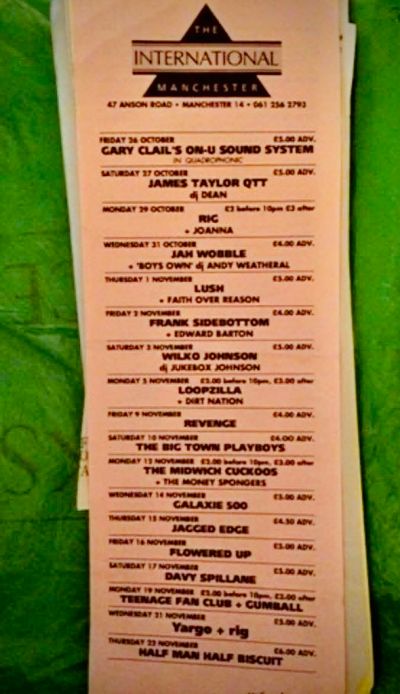 THE
INTERNATIONAL
MANCHESTER
47 ANSON ROAD • MANCHESTER 14 • 061 256 2793
FRIDAY 26 OCTOBER £5.00 ADV.
GARY CLAIL'S ON-U SOUND SYSTEM
IN QUADROPHONIC
SATURDAY 27 OCTOBER £5.00 ADV.
JAMES TAYLOR QTT
dj DEAN
MONDAY 29 OCTOBER £2 before 10pm £3 after
RIG
+ JOANNA
WEDNESDAY 31 OCTOBER £4.00 ADV.
JAH WOBBLE
+ 'BOYS OWN' dj ANDY WEATHERAL
THURSDAY 1 NOVEMBER £5.00 ADV.
LUSH
+ FAITH OVER REASON
FRIDAY 2 NOVEMBER £4.00 ADV.
FRANK SIDEBOTTOM
+ EDWARD BARTON
SATURDAY 3 NOVEMBER £5.00 ADV.
WILKO JOHNSON
dj JUKEBOX JOHNSON
MONDAY 5 NOVEMBER £2.00 before 10pm, £3.00 after
LOOPZILLA
+ DIRT NATION
FRIDAY 9 NOVEMBER £4.00 ADV.
REVENGE
SATURDAY 10 NOVEMBER £4.00 ADV.
THE BIG TOWN PLAYBOYS
MONDAY 12 NOVEMBER £2.00 before 10pm, £3.00 after
THE MIDWICH CUCKOOS
+ THE MONEY SPONGERS
WEDNESDAY 14 NOVEMBER £5.00 ADV.
GALAXIE 500
THURSDAY 15 NOVEMBER £4.50 ADV.
JAGGED EDGE
FRIDAY 16 NOVEMBER £5.00 ADV.
FLOWERED UP
SATURDAY 17 NOVEMBER £5.00 ADV.
DAVY SPILLANE
MONDAY 19 NOVEMBER £2.00 before 10pm, £3.00 after
TEENAGE FAN CLUB + GUMBALL
WEDNESDAY 21 NOVEMBER £5.00 ADV.
Yargo + rig
THURSDAY 22 NOVEMBER £6.00 ADV.
HALF MAN HALF BISCUIT